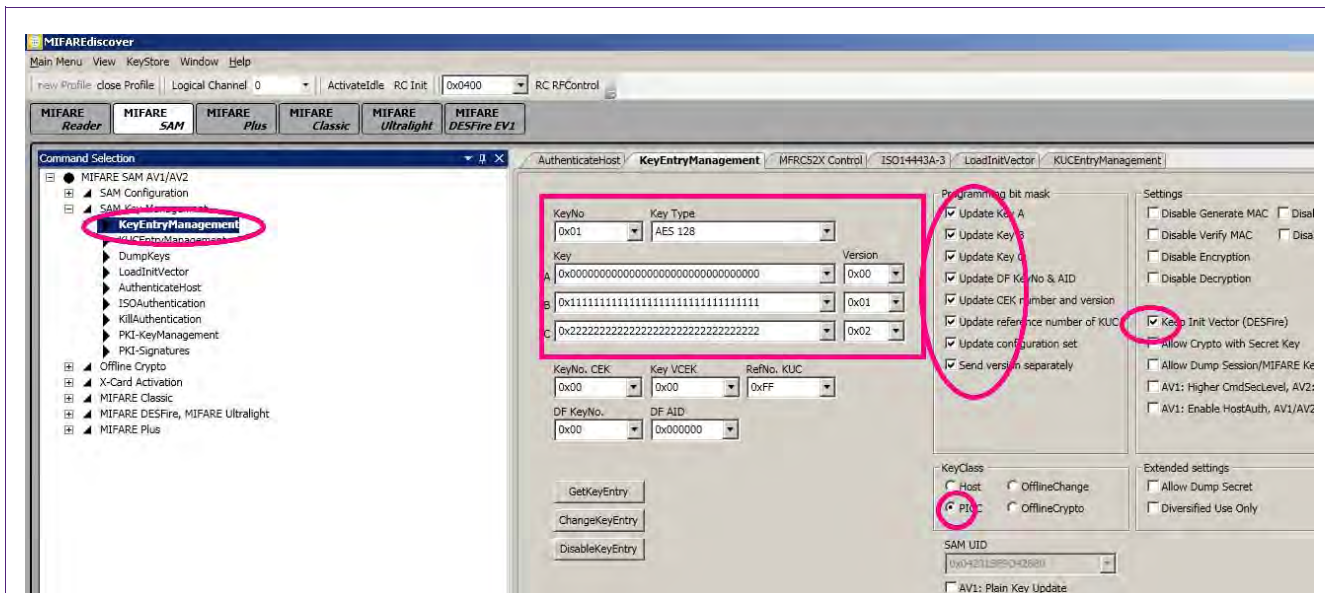 MIFAREdiscover
Main Menu View KeyStore Window Help
new Profile close Profile Logical Channel 0 ActivateIdle RC Init 0x0400 RC RFControl
MIFARE Reader
MIFARE SAM
MIFARE Plus
MIFARE Classic
MIFARE Ultralight
MIFARE DESFire EV1
Command Selection
MIFARE SAM AV1/AV2
SAM Configuration
SAM Key Management
KeyEntryManagement
KUCEntryManagement
DumpKeys
LoadInitVector
AuthenticateHost
ISOAuthentication
KillAuthentication
PKI-KeyManagement
PKI-Signatures
Offline Crypto
X-Card Activation
MIFARE Classic
MIFARE DESFire, MIFARE Ultralight
MIFARE Plus
AuthenticateHost KeyEntryManagement MFRC52X Control ISO14443A-3 LoadInitVector KUCEntryManagement
KeyNo Key Type
0x01 AES 128
Key Version
A 0x00000000000000000000000000000000 0x00
B 0x11111111111111111111111111111111 0x01
C 0x22222222222222222222222222222222 0x02
KeyNo. CEK Key VCEK RefNo. KUC
0x00 0x00 0xFF
DF KeyNo. DF AID
0x00 0x000000
GetKeyEntry
ChangeKeyEntry
DisableKeyEntry
Programming bit mask
Update Key A
Update Key B
Update Key C
Update DF KeyNo & AID
Update CEK number and version
Update reference number of KUC
Update configuration set
Send version separately
Settings
Disable Generate MAC Disal
Disable Verify MAC Disa
Disable Encryption
Disable Decryption
Keep Init Vector (DESFire)
Allow Crypto with Secret Key
Allow Dump Session/MIFARE Ke
AV1: Higher CmdSecLevel, AV2:
AV1: Enable HostAuth, AV1/AV2
KeyClass
Host OfflineChange
PICC OfflineCrypto
Extended settings
Allow Dump Secret
Diversified Use Only
SAM UID
AV1: Plain Key Update